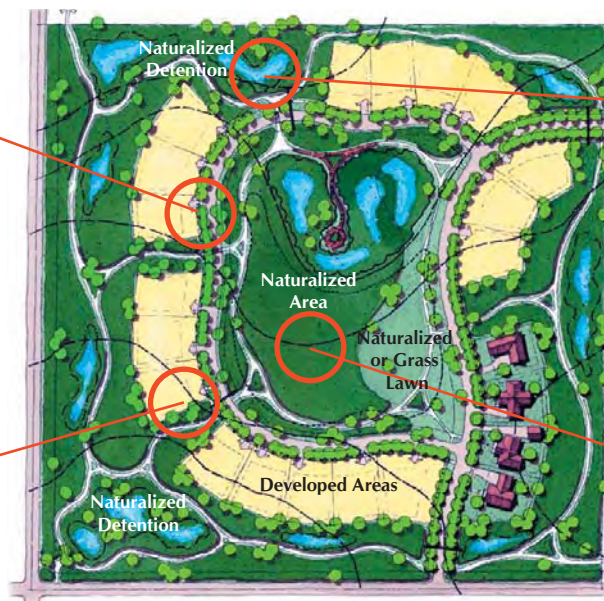 Naturalized
Detention
Naturalized
Area
Naturalized
or Grass
Lawn
Developed Areas
Naturalized
Detention